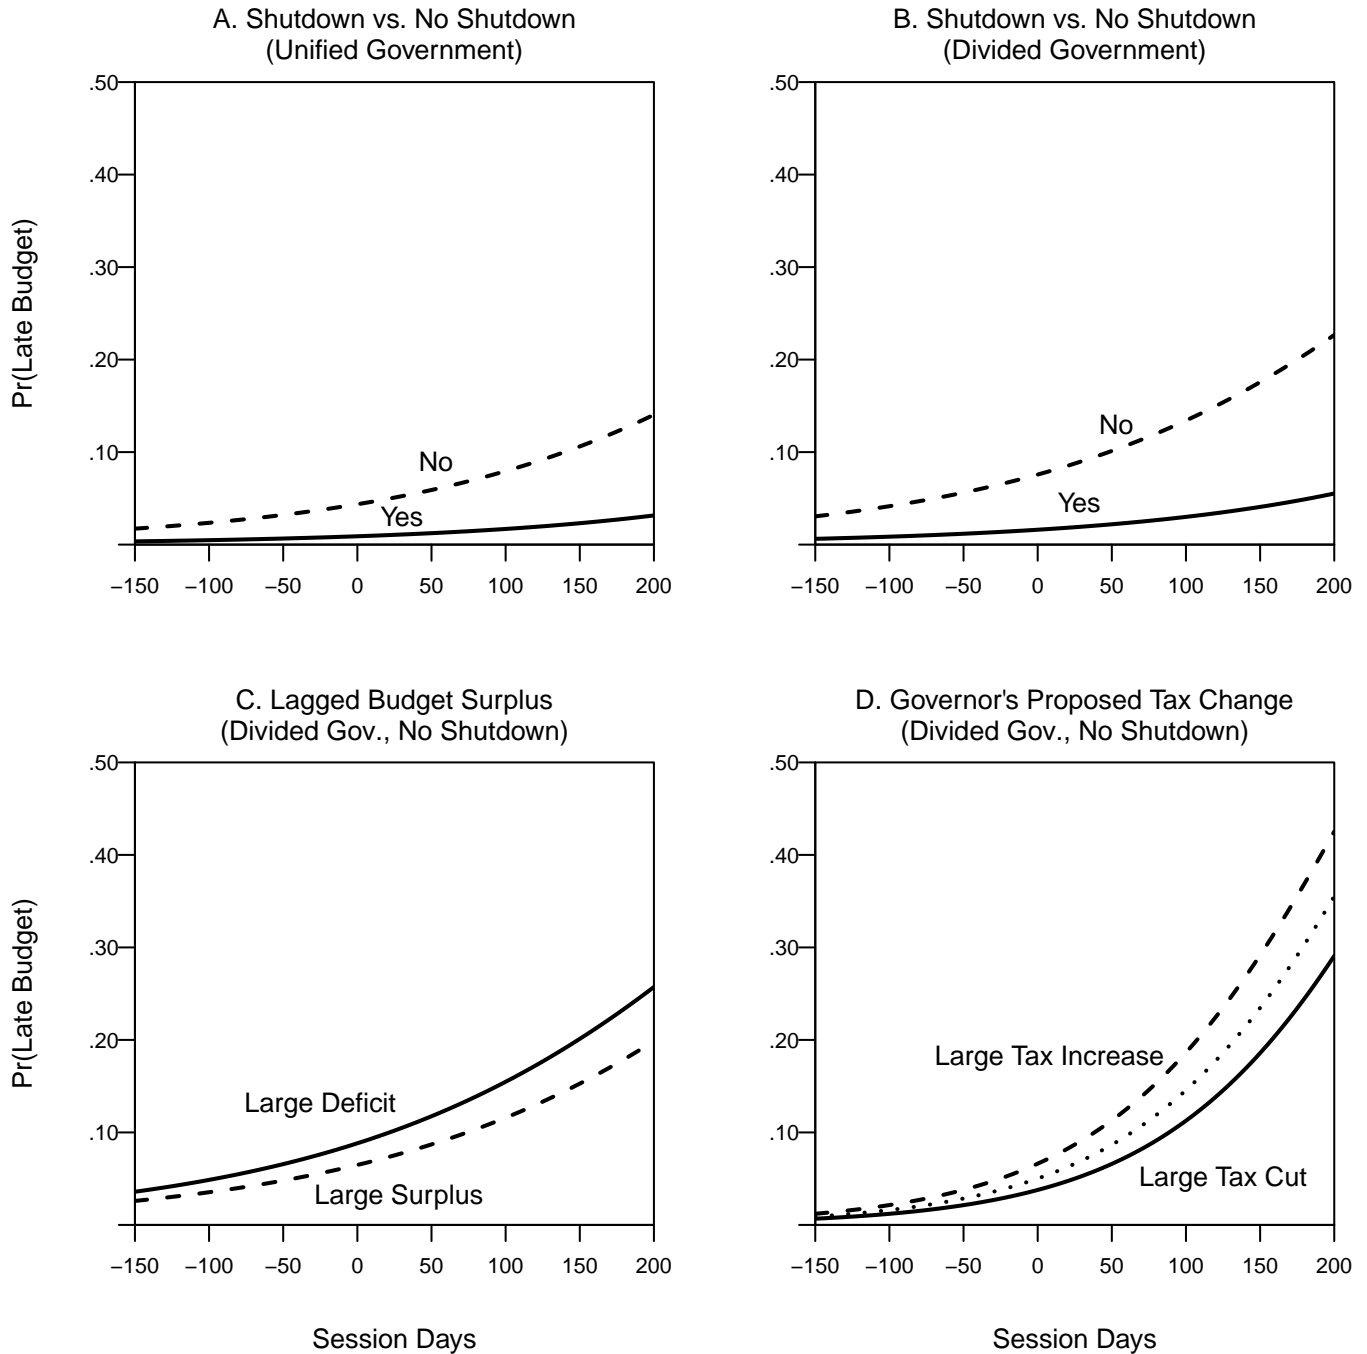 A. Shutdown vs. No Shutdown
(Unified Government)
.50
.40
.30
.20
.10
Pr(Late Budget)
No
Yes
−150 −100 −50 0 50 100 150 200
B. Shutdown vs. No Shutdown
(Divided Government)
.50
.40
.30
.20
.10
No
Yes
−150 −100 −50 0 50 100 150 200
C. Lagged Budget Surplus
(Divided Gov., No Shutdown)
.50
.40
.30
.20
.10
Pr(Late Budget)
Large Deficit
Large Surplus
−150 −100 −50 0 50 100 150 200
Session Days
D. Governor's Proposed Tax Change
(Divided Gov., No Shutdown)
.50
.40
.30
.20
.10
Large Tax Increase
Large Tax Cut
−150 −100 −50 0 50 100 150 200
Session Days